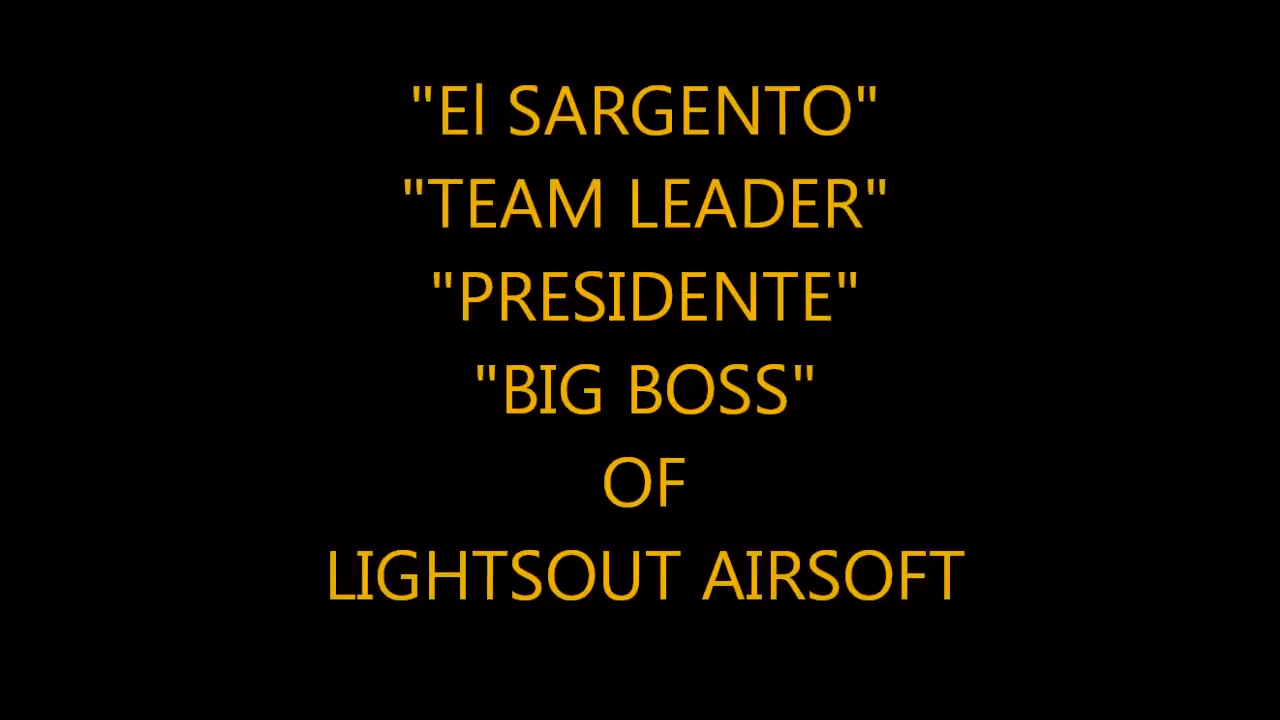 "El SARGENTO"
"TEAM LEADER"
"PRESIDENTE"
"BIG BOSS"
OF
LIGHTSOUT AIRSOFT